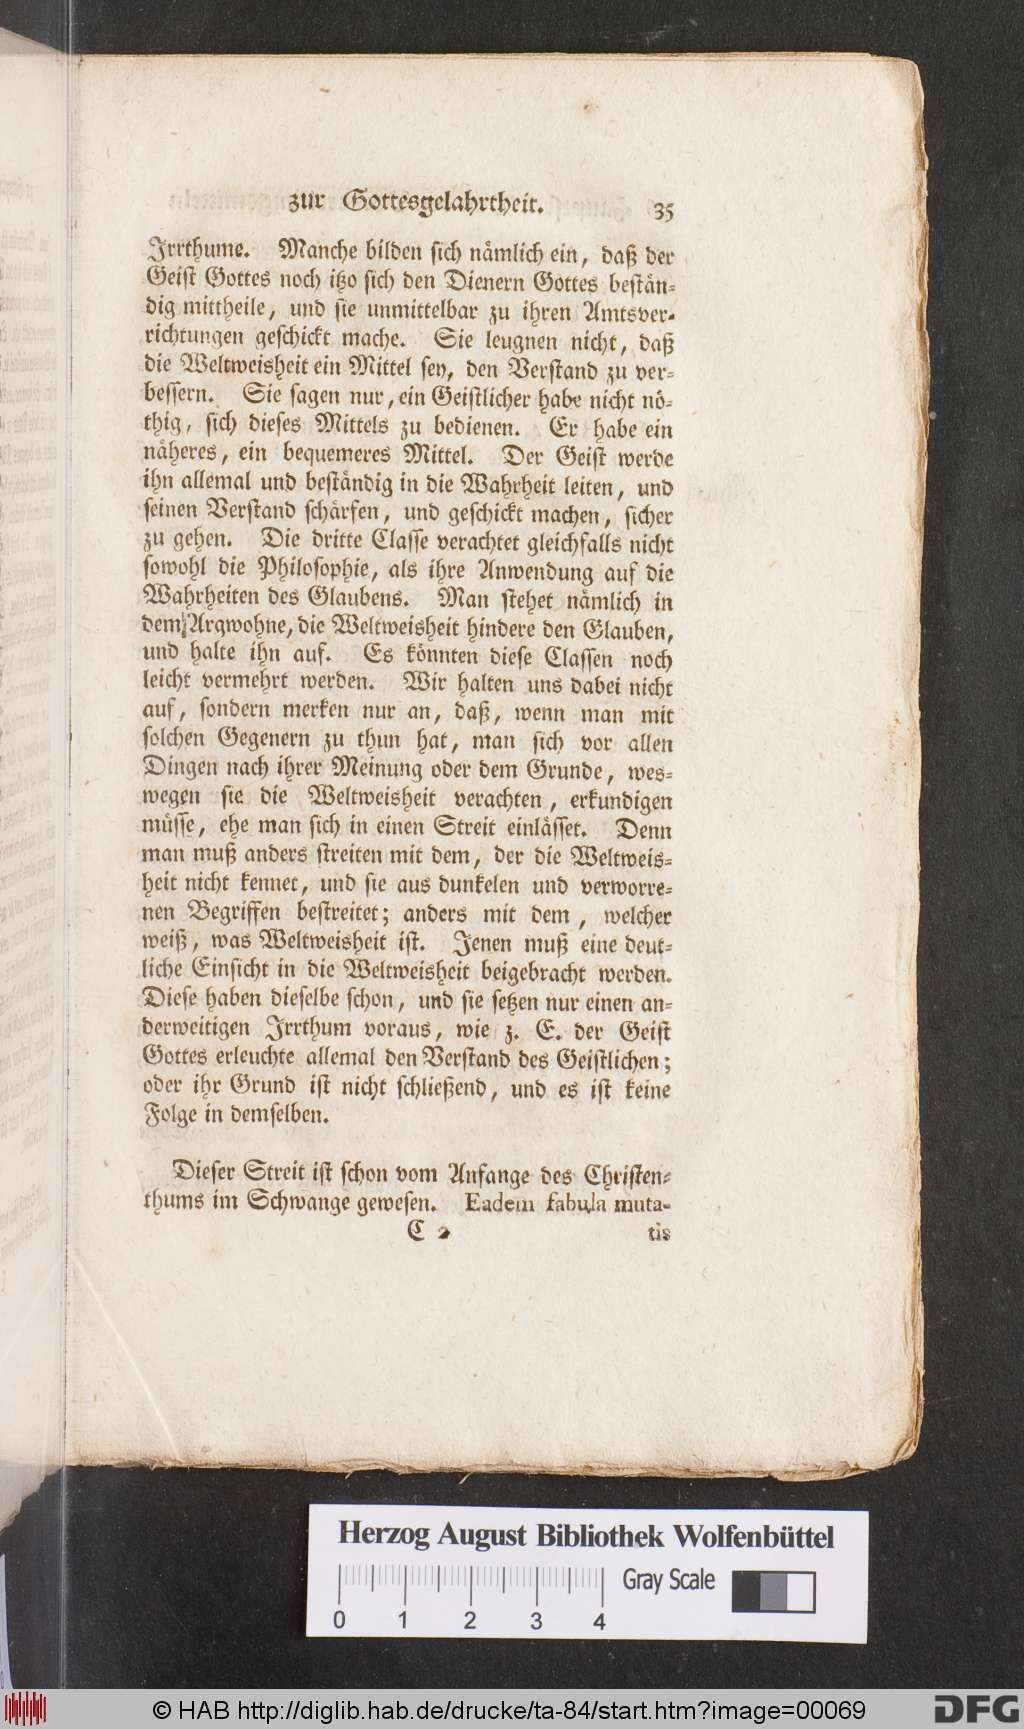 zur Gottesgelahrtheit. 35
Irrthume. Manche bilden sich nämlich ein, daß der
Geist Gottes noch itzo sich den Dienern Gottes bestän-
dig mittheile, und sie unmittelbar zu ihren Amtsver-
richtungen geschickt mache. Sie leugnen nicht, daß
die Weltweisheit ein Mittel sey, den Verstand zu ver-
bessern. Sie sagen nur, ein Geistlicher habe nicht nö-
thig, sich dieses Mittels zu bedienen. Er habe ein
näheres, ein bequemeres Mittel. Der Geist werde
ihn allemal und beständig in die Wahrheit leiten, und
seinen Verstand schärfen, und geschickt machen, sicher
zu gehen. Die dritte Classe verachtet gleichfalls nicht
sowohl die Philosophie, als ihre Anwendung auf die
Wahrheiten des Glaubens. Man stehet nämlich in
dem Argwohne, die Weltweisheit hindere den Glauben,
und halte ihn auf. Es könnten diese Classen noch
leicht vermehrt werden. Wir halten uns dabei nicht
auf, sondern merken nur an, daß, wenn man mit
solchen Gegenern zu thun hat, man sich vor allen
Dingen nach ihrer Meinung oder dem Grunde, wes-
wegen sie die Weltweisheit verachten, erkundigen
müsse, ehe man sich in einen Streit einlässet. Denn
man muß anders streiten mit dem, der die Weltweis-
heit nicht kennet, und sie aus dunkelen und verworre-
nen Begriffen bestreitet; anders mit dem, welcher
weiß, was Weltweisheit ist. Jenen muß eine deut-
liche Einsicht in die Weltweisheit beigebracht werden.
Diese haben dieselbe schon, und sie setzen nur einen an-
derweitigen Irrthum voraus, wie z. E. der Geist
Gottes erleuchte allemal den Verstand des Geistlichen;
oder ihr Grund ist nicht schließend, und es ist keine
Folge in demselben.
Dieser Streit ist schon vom Anfange des Christen-
thums im Schwange gewesen. Eadem fabula muta-
C 2 tis
Herzog August Bibliothek Wolfenbüttel
Gray Scale
0 1 2 3 4
© HAB http://diglib.hab.de/drucke/ta-84/start.htm?image=00069 DFG